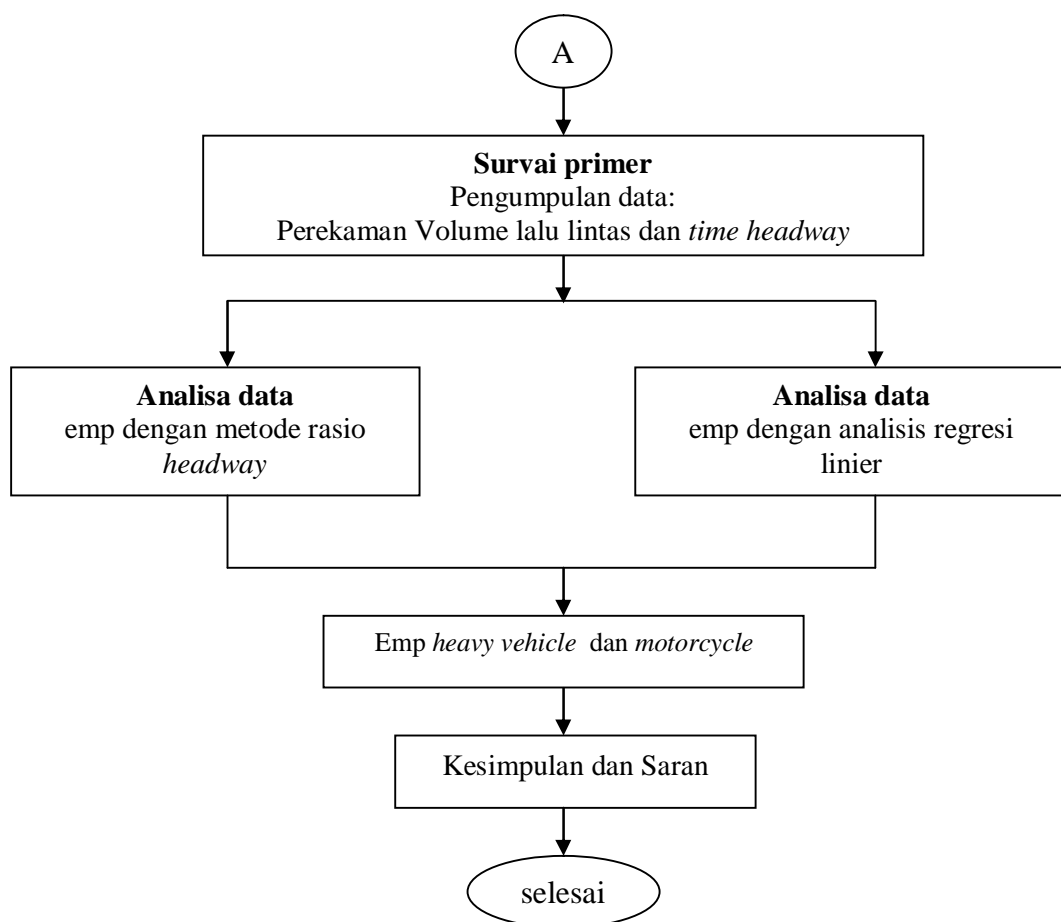 A
Survai primer
Pengumpulan data:
Perekaman Volume lalu lintas dan time headway
Analisa data
emp dengan metode rasio
headway
Analisa data
emp dengan analisis regresi
linier
Emp heavy vehicle dan motorcycle
Kesimpulan dan Saran
selesai